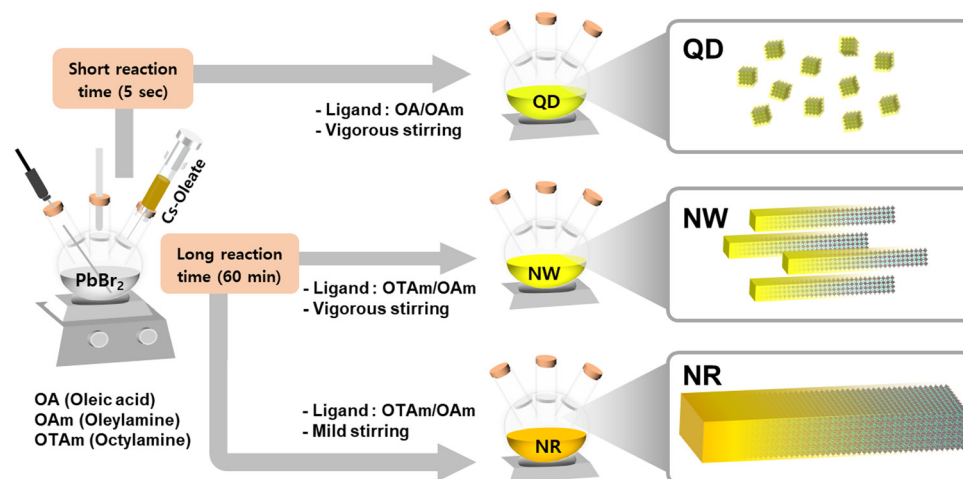 Short reaction
time (5 sec)
- Ligand : OA/OAm
- Vigorous stirring
QD
QD
Cs-Oleate
PbBr₂
Long reaction
time (60 min)
- Ligand : OTAm/OAm
- Vigorous stirring
NW
NW
OA (Oleic acid)
OAm (Oleylamine)
OTAm (Octylamine)
- Ligand : OTAm/OAm
- Mild stirring
NR
NR